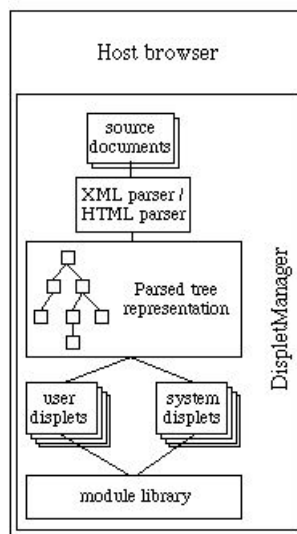 Host browser
source
documents
XML parser /
HTML parser
Parsed tree
representation
DispletManager
user
displets
system
displets
module library